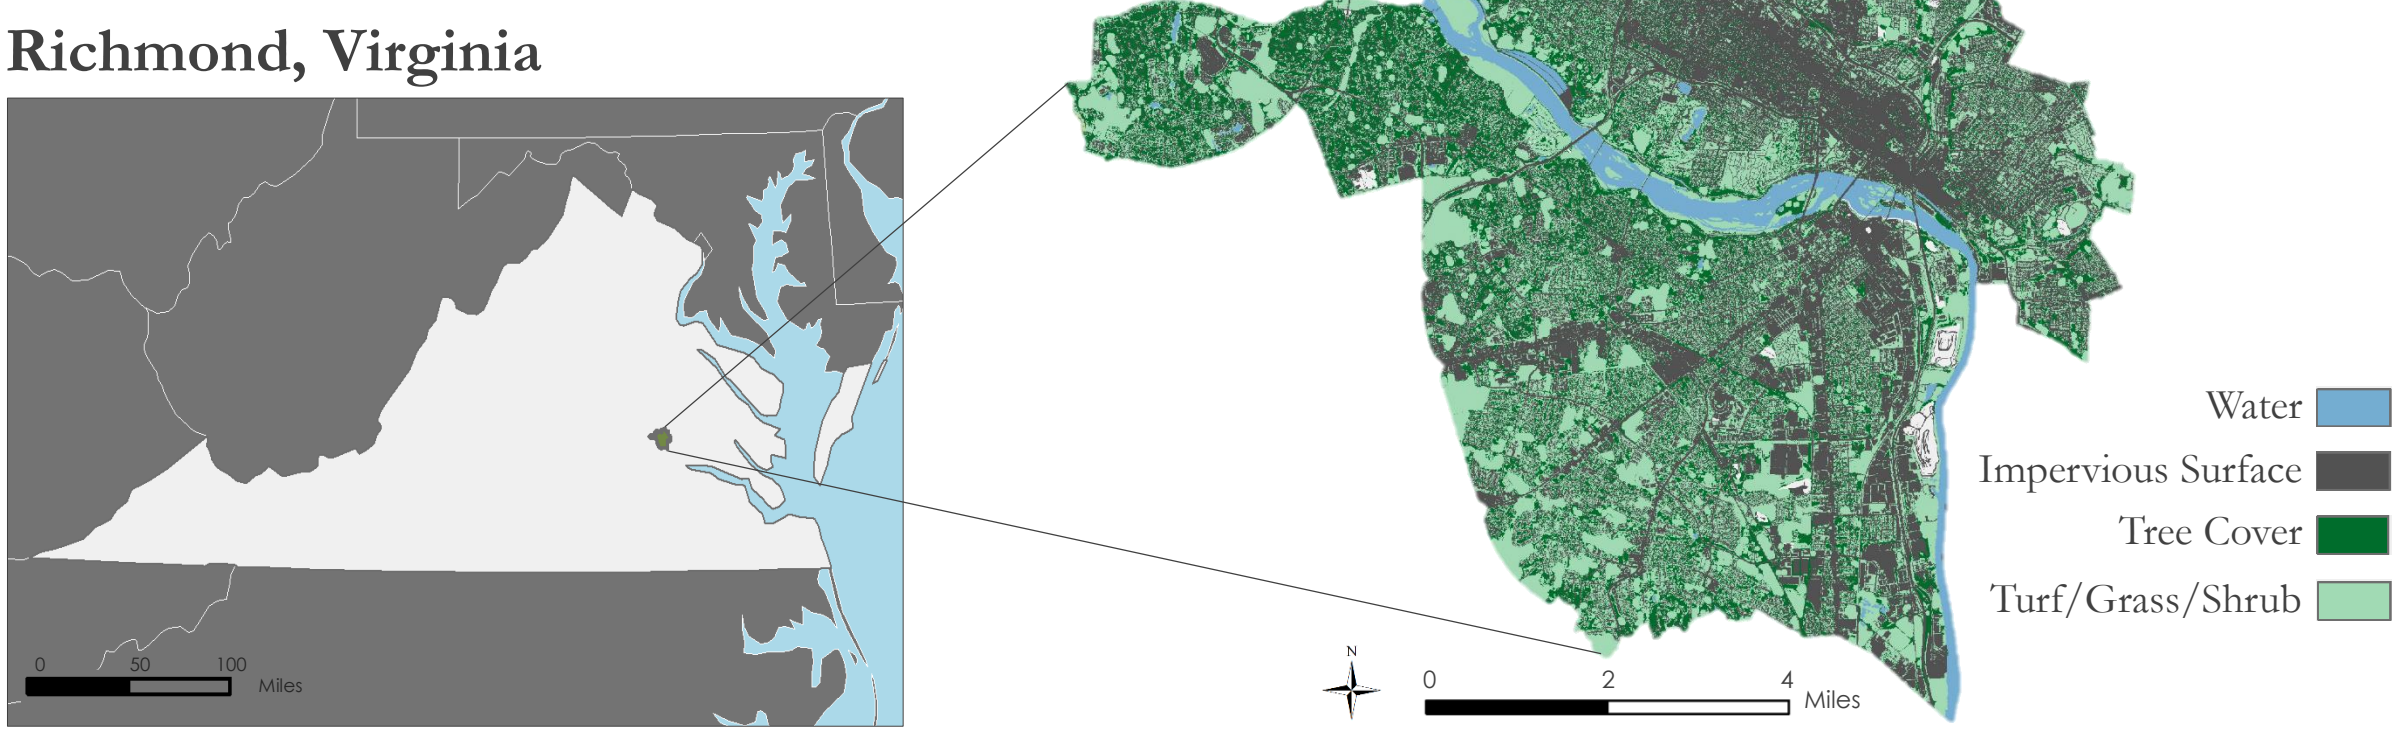 Richmond, Virginia
0 50 100
Miles
Water
Impervious Surface
Tree Cover
Turf/Grass/Shrub
N
0 2 4
Miles